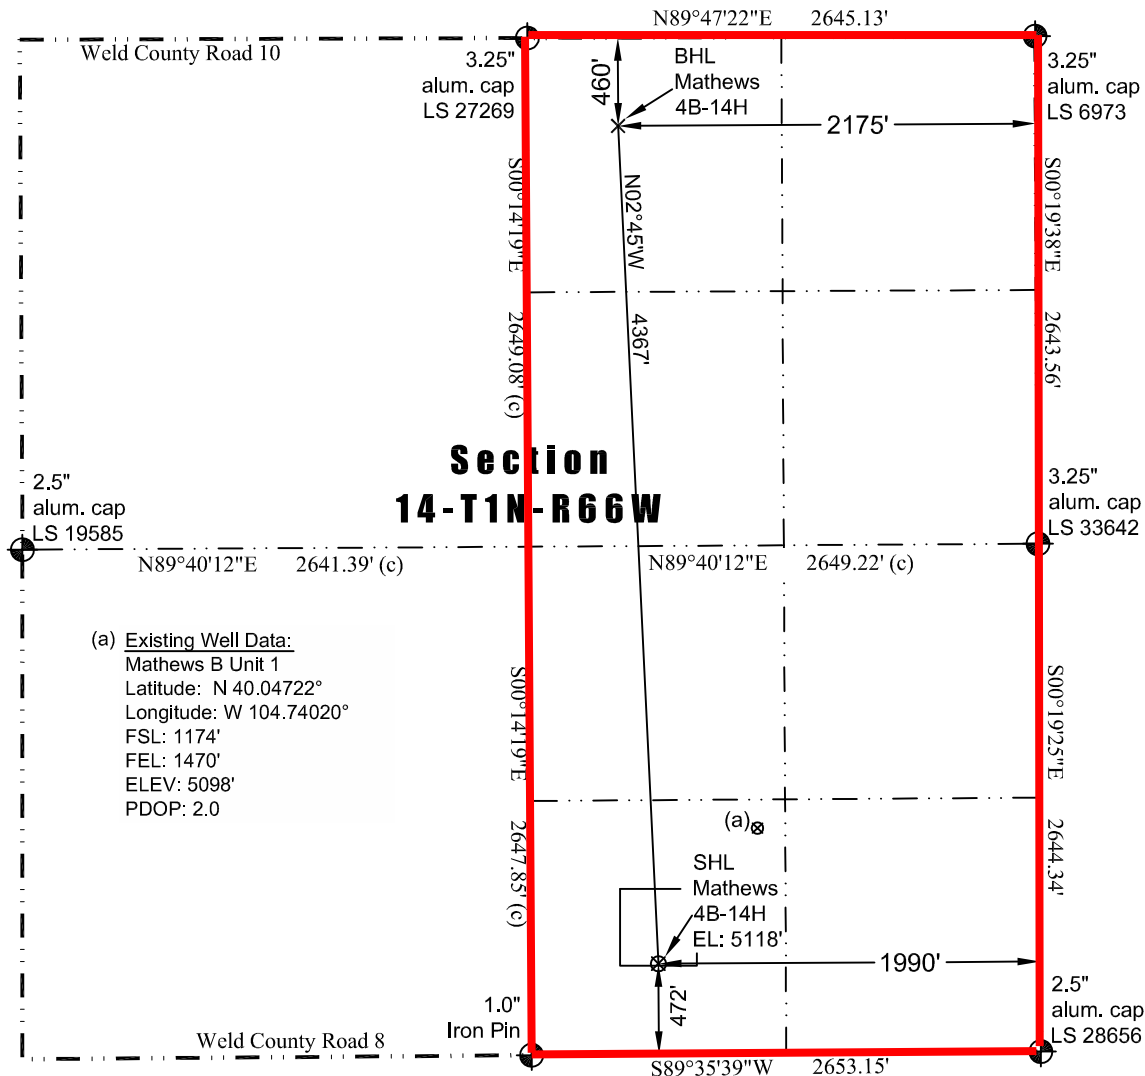 N89°47'22"E 2645.13'
Weld County Road 10
3.25"
alum. cap
LS 27269
460'
BHL
Mathews
4B-14H
2175'
3.25"
alum. cap
LS 6973
S00°14'19"E 2649.08' (c)
N02°45'W 4367'
S00°19'38"E 2643.56'
Section
14-T1N-R66W
2.5"
alum. cap
LS 19585
3.25"
alum. cap
LS 33642
N89°40'12"E 2641.39' (c)
N89°40'12"E 2649.22' (c)
(a) Existing Well Data:
Mathews B Unit 1
Latitude: N 40.04722°
Longitude: W 104.74020°
FSL: 1174'
FEL: 1470'
ELEV: 5098'
PDOP: 2.0
S00°14'19"E 2647.85' (c)
S00°19'25"E 2644.34'
(a)
SHL
Mathews
4B-14H
EL: 5118'
1990'
472'
1.0"
Iron Pin
2.5"
alum. cap
LS 28656
Weld County Road 8
S89°35'39"W 2653.15'